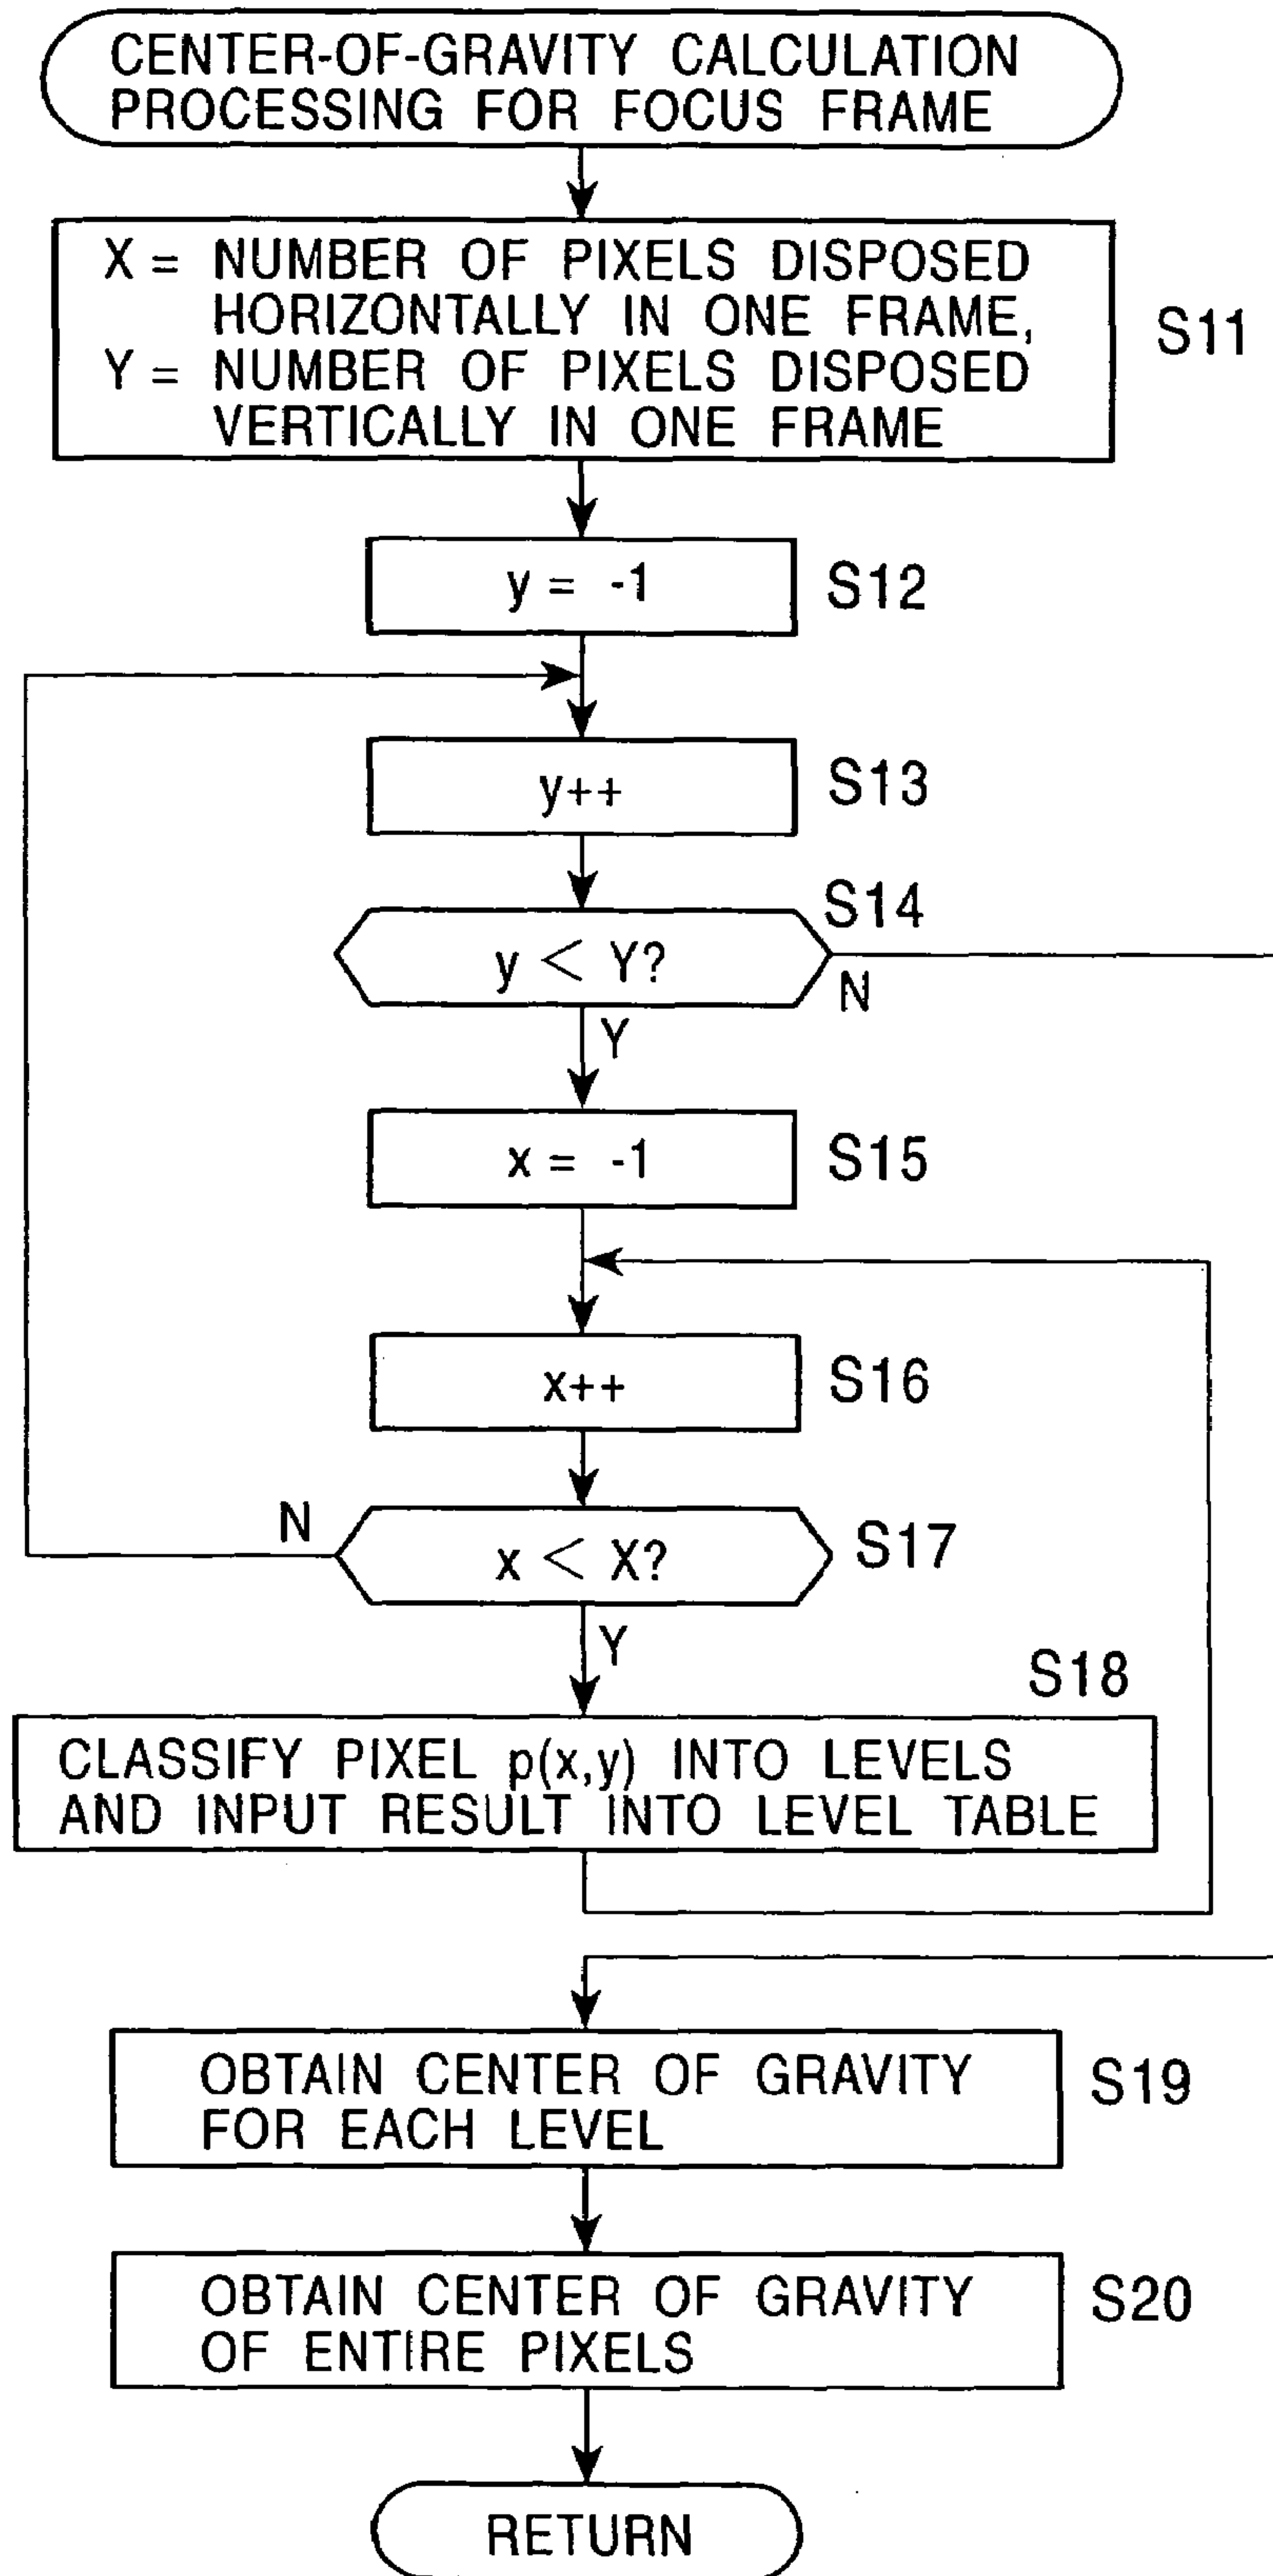 CENTER-OF-GRAVITY CALCULATION
PROCESSING FOR FOCUS FRAME
X = NUMBER OF PIXELS DISPOSED
HORIZONTALLY IN ONE FRAME,
Y = NUMBER OF PIXELS DISPOSED
VERTICALLY IN ONE FRAME
S11
y = -1
S12
y++
S13
S14
y < Y?
N
Y
x = -1
S15
x++
S16
N
x < X?
S17
Y
S18
CLASSIFY PIXEL p(x,y) INTO LEVELS
AND INPUT RESULT INTO LEVEL TABLE
OBTAIN CENTER OF GRAVITY
FOR EACH LEVEL
S19
OBTAIN CENTER OF GRAVITY
OF ENTIRE PIXELS
S20
RETURN